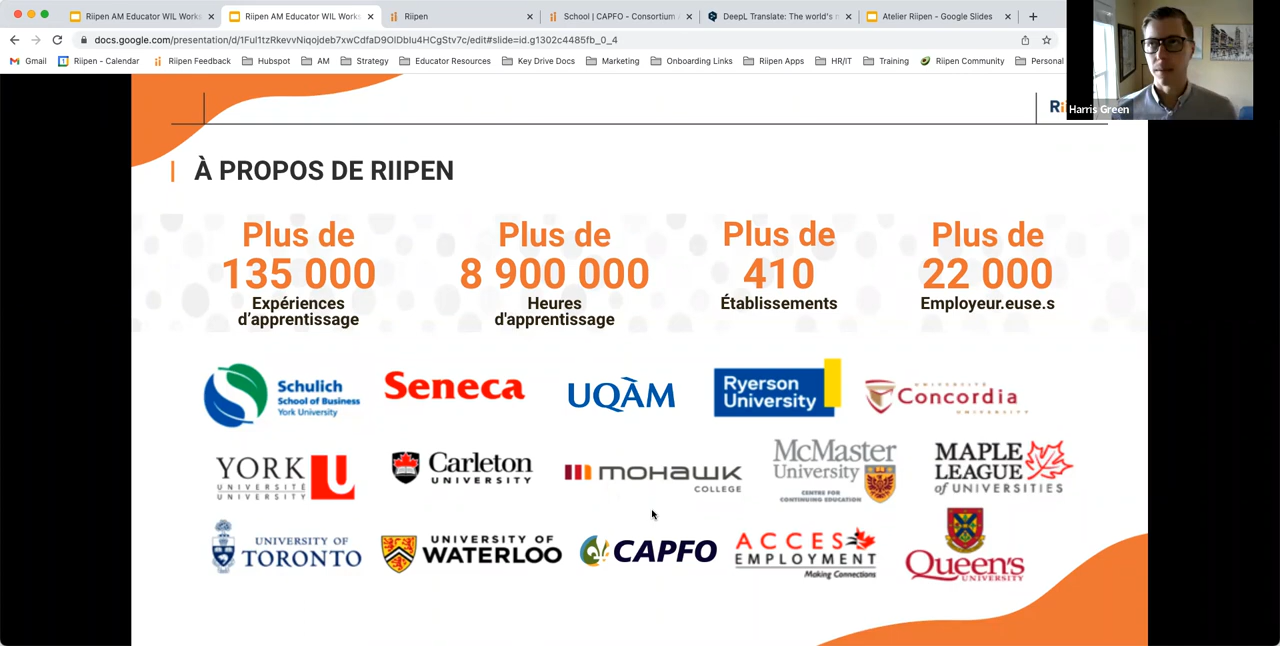 Riipen AM Educator WIL Works
Riipen AM Educator WIL Works
Riipen
School | CAPFO - Consortium
DeepL Translate: The world's
Atelier Riipen - Google Slides
docs.google.com/presentation/d/1Ful1tzRkevvNiqojdeb7xwCdfaD9OlDbIu4HCgStv7c/edit#slide=id.g1302c4485fb_0_4
Gmail
Riipen - Calendar
Riipen Feedback
Hubspot
AM
Strategy
Educator Resources
Key Drive Docs
Marketing
Onboarding Links
Riipen Apps
HR/IT
Training
Riipen Community
Personal
Harris Green
À PROPOS DE RIIPEN
Plus de
135 000
Expériences
d’apprentissage
Plus de
8 900 000
Heures
d'apprentissage
Plus de
410
Établissements
Plus de
22 000
Employeur.euse.s
Schulich
School of Business
York University
Seneca
UQÀM
Ryerson
University
UNIVERSITÉ
Concordia
UNIVERSITY
YORK
UNIVERSITÉ
UNIVERSITY
U
Carleton
UNIVERSITY
mohawk
COLLEGE
McMaster
University
CENTRE FOR
CONTINUING EDUCATION
MAPLE
LEAGUE
of UNIVERSITIES
UNIVERSITY OF
TORONTO
UNIVERSITY OF
WATERLOO
CAPFO
ACCES
EMPLOYMENT
Making Connections
Queen's
UNIVERSITY